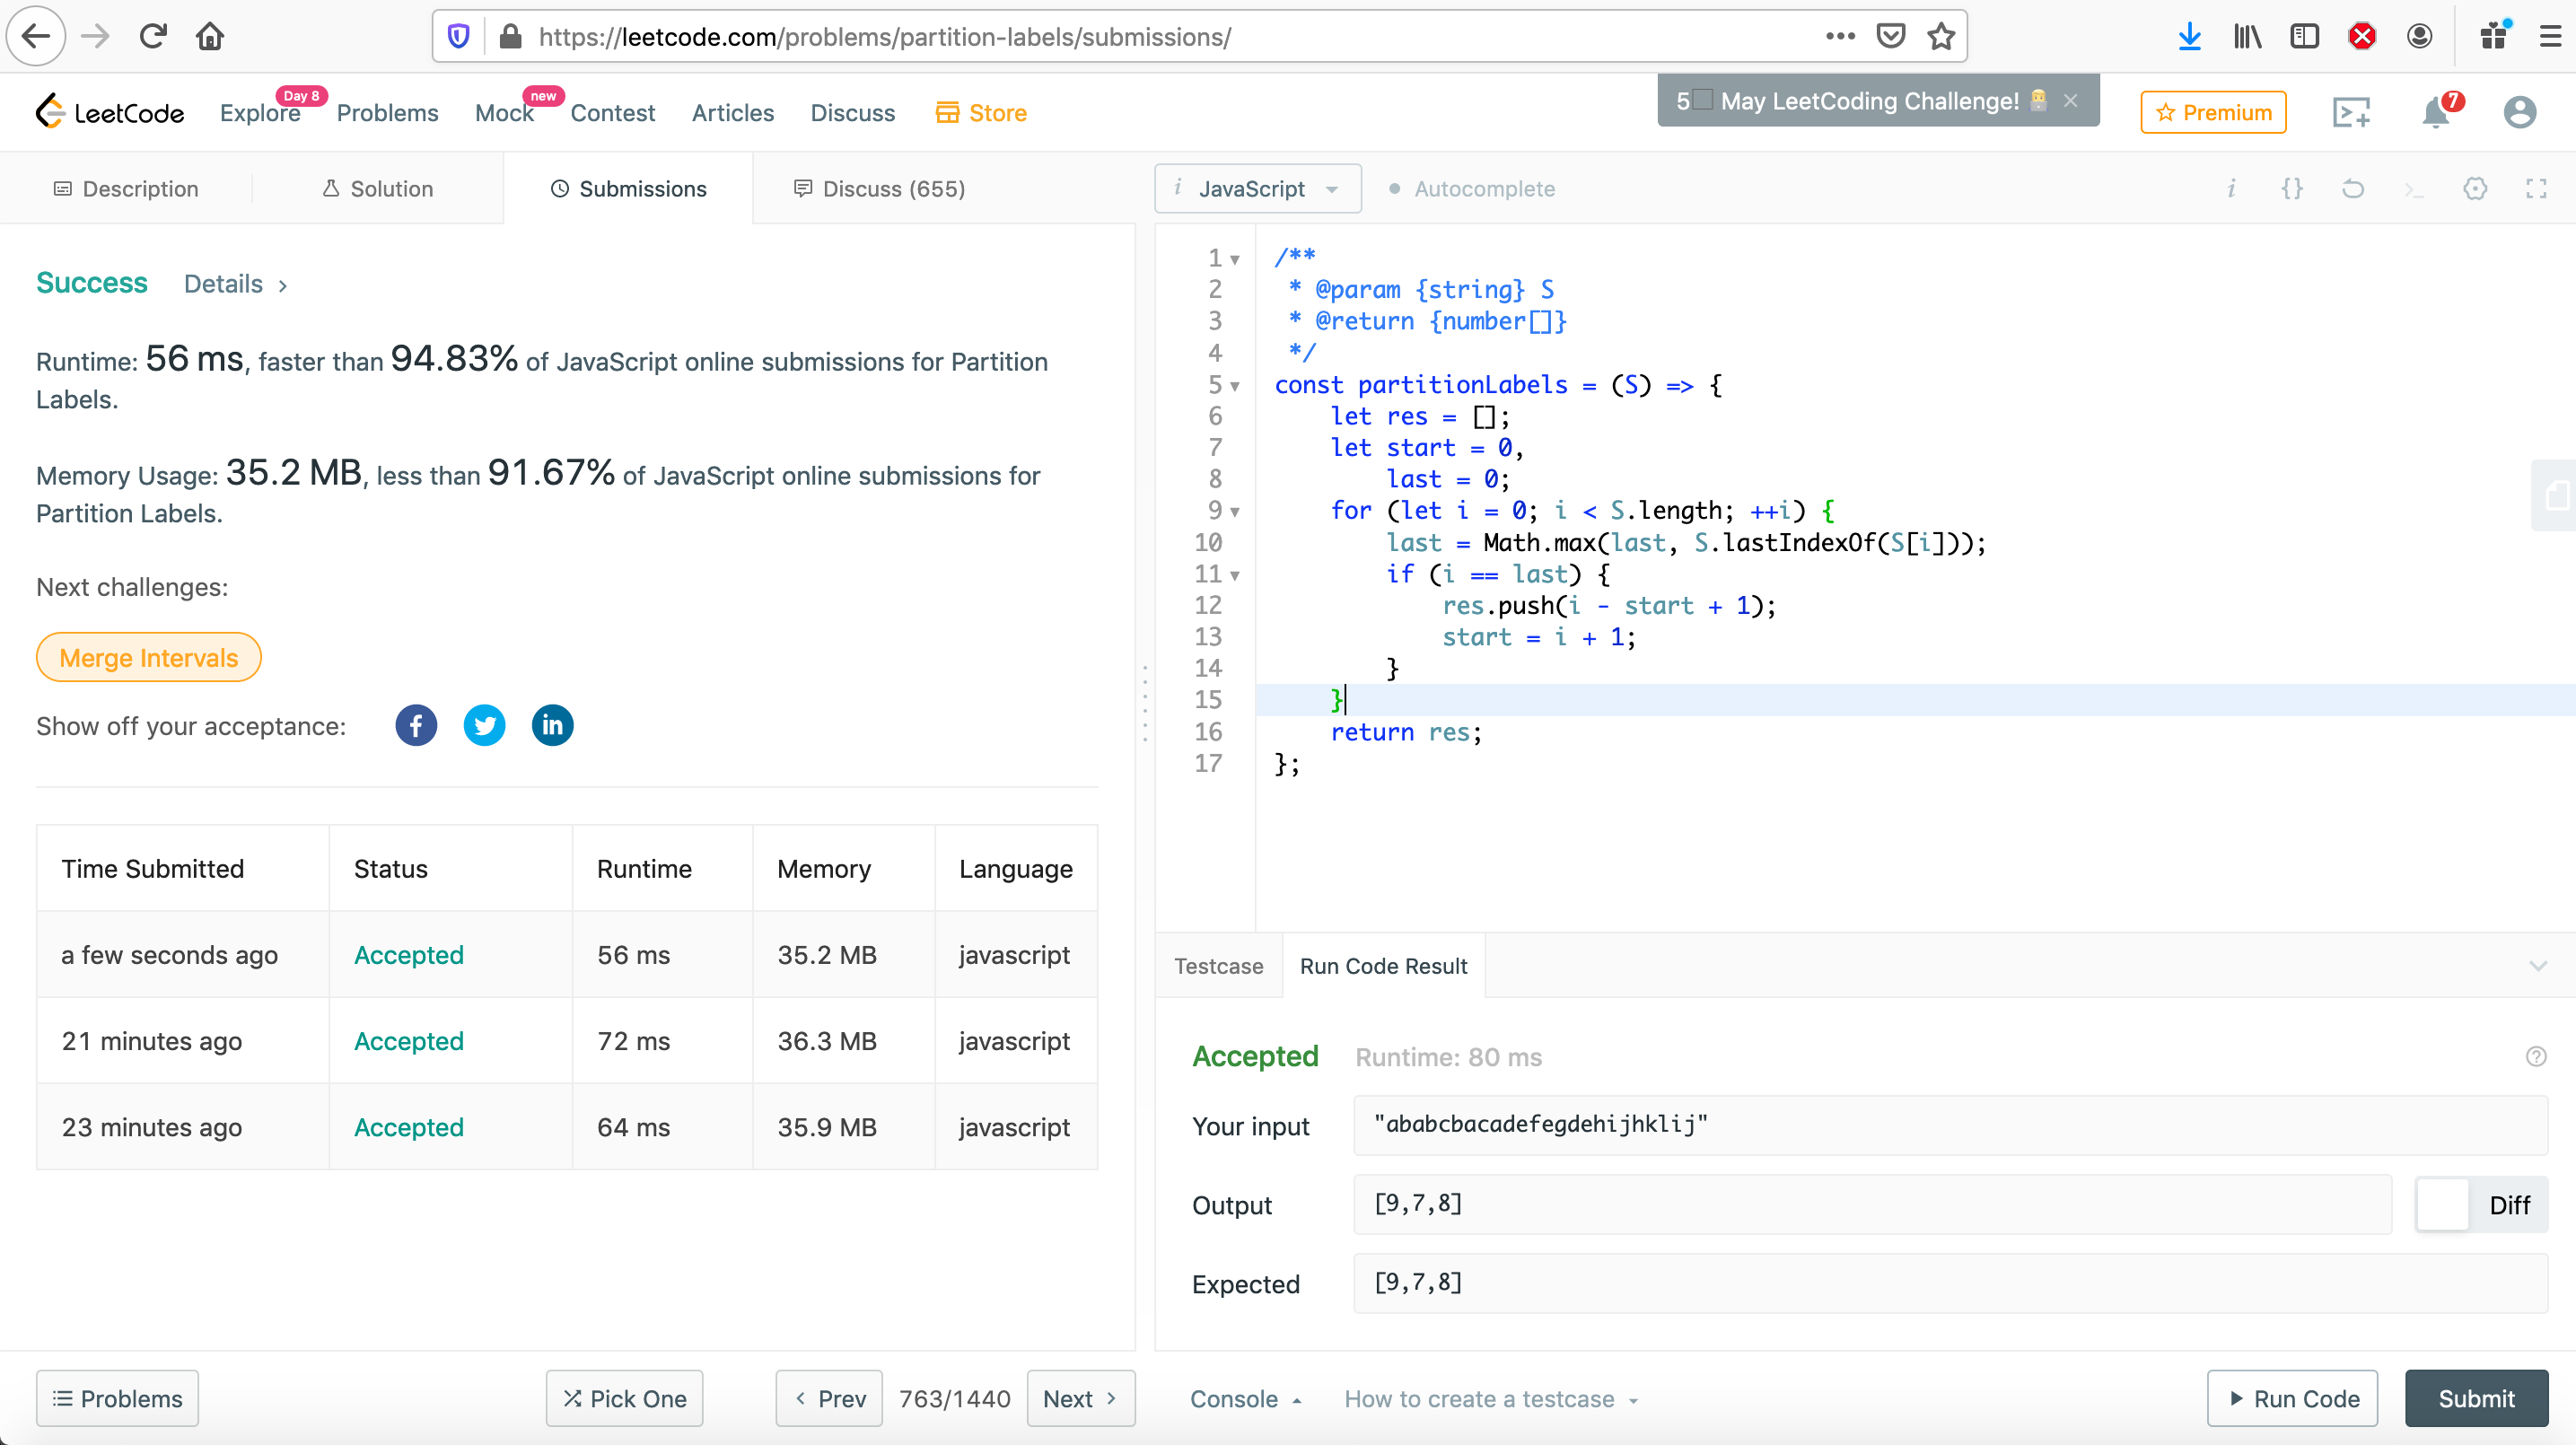 https://leetcode.com/problems/partition-labels/submissions/
LeetCode
Explore
Day 8
Problems
Mock
new
Contest
Articles
Discuss
Store
5 May LeetCoding Challenge!
Premium
7
Description
Solution
Submissions
Discuss (655)
i JavaScript
Autocomplete
Success
Details
Runtime: 56 ms, faster than 94.83% of JavaScript online submissions for Partition
Labels.
Memory Usage: 35.2 MB, less than 91.67% of JavaScript online submissions for
Partition Labels.
Next challenges:
Merge Intervals
Show off your acceptance:
Time Submitted Status Runtime Memory Language
a few seconds ago Accepted 56 ms 35.2 MB javascript
21 minutes ago Accepted 72 ms 36.3 MB javascript
23 minutes ago Accepted 64 ms 35.9 MB javascript
1 /**
2  * @param {string} S
3  * @return {number[]}
4  */
5 const partitionLabels = (S) => {
6     let res = [];
7     let start = 0,
8         last = 0;
9     for (let i = 0; i < S.length; ++i) {
10         last = Math.max(last, S.lastIndexOf(S[i]));
11         if (i == last) {
12             res.push(i - start + 1);
13             start = i + 1;
14         }
15     }
16     return res;
17 };
Testcase
Run Code Result
Accepted
Runtime: 80 ms
Your input
"ababcbacadefegdehijhklij"
Output
[9,7,8]
Diff
Expected
[9,7,8]
Problems
Pick One
Prev
763/1440
Next
Console
How to create a testcase
Run Code
Submit